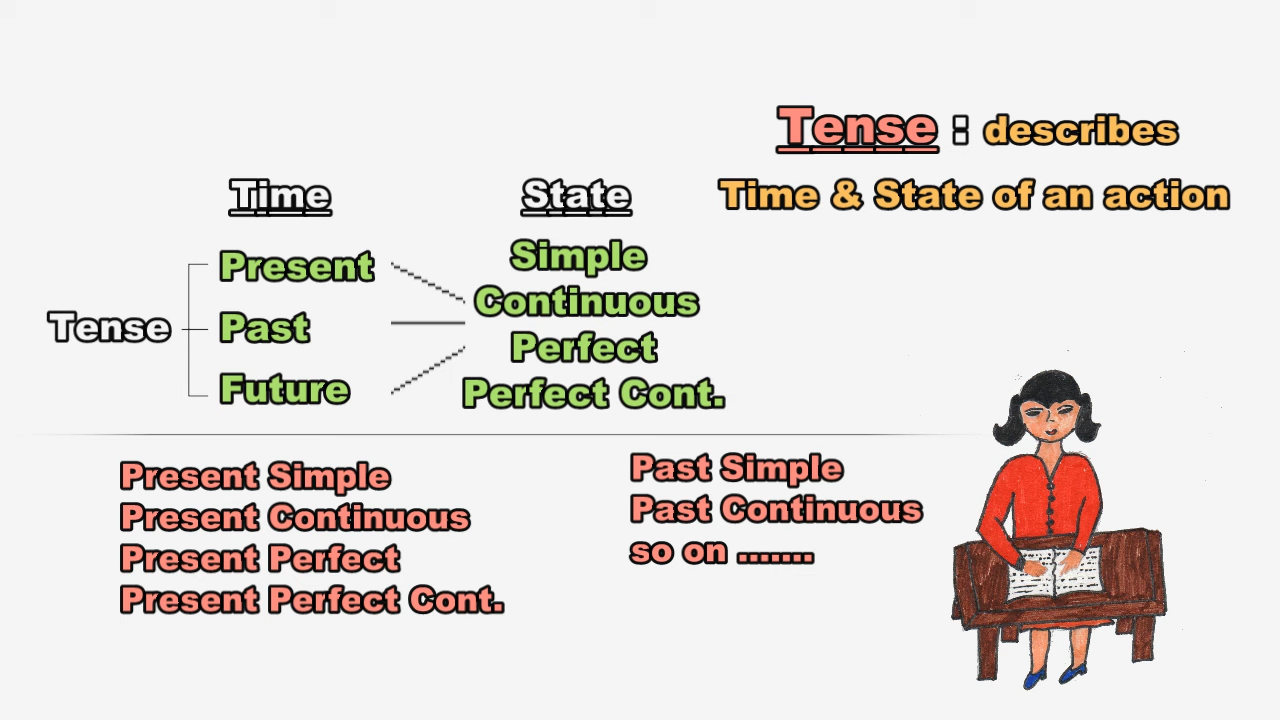 Tense : describes
Time & State of an action
Time State
Tense
Present
Past
Future
Simple
Continuous
Perfect
Perfect Cont.
Present Simple
Present Continuous
Present Perfect
Present Perfect Cont.
Past Simple
Past Continuous
so on .......